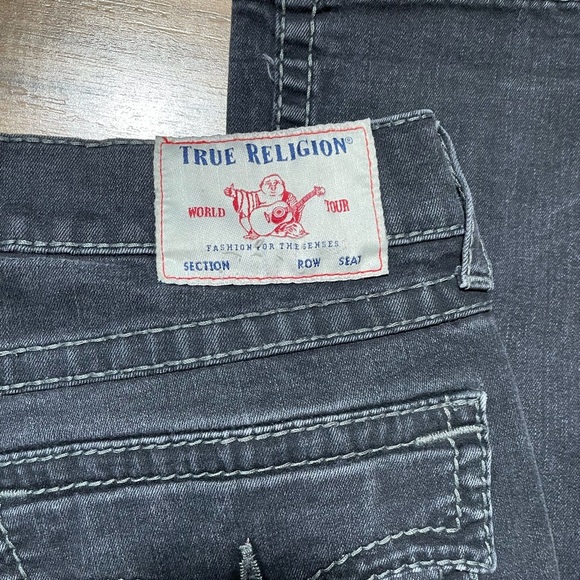 TRUE RELIGION®
WORLD TOUR
FASHION FOR THE SENSES
SECTION ROW SEAT